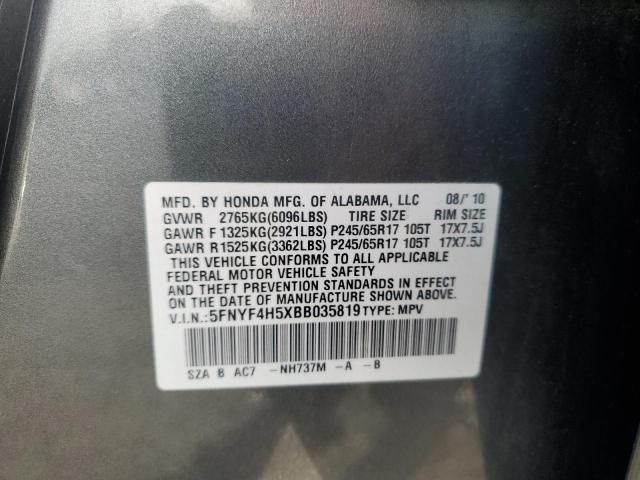 MFD. BY HONDA MFG. OF ALABAMA, LLC 08/'10
GVWR 2765KG(6096LBS) TIRE SIZE RIM SIZE
GAWR F 1325KG(2921LBS) P245/65R17 105T 17X7.5J
GAWR R1525KG(3362LBS) P245/65R17 105T 17X7.5J
THIS VEHICLE CONFORMS TO ALL APPLICABLE
FEDERAL MOTOR VEHICLE SAFETY
AND THEFT PREVENTION STANDARDS IN EFFECT
ON THE DATE OF MANUFACTURE SHOWN ABOVE.
V.I.N.:5FNYF4H5XBB035819 TYPE: MPV
SZA B AC7 -NH737M -A -B